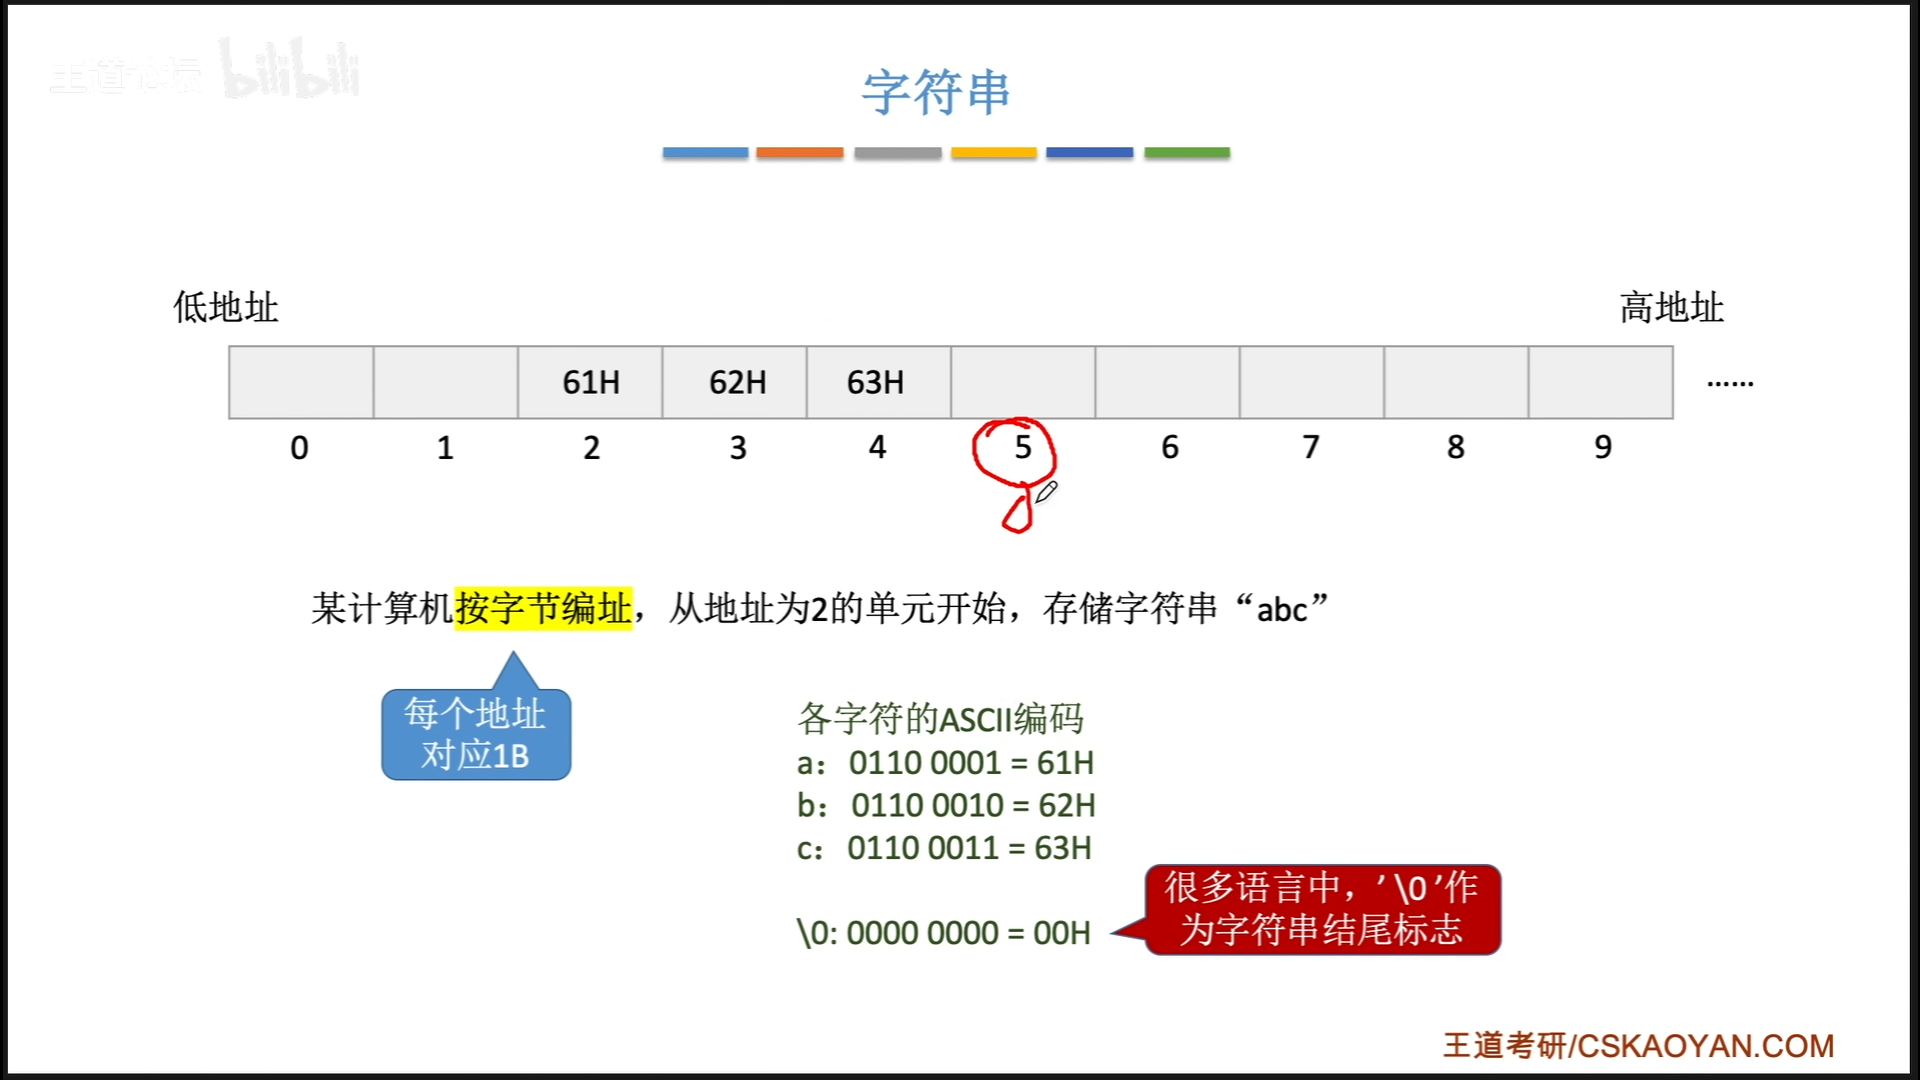 王道论坛 bilibili
字符串
低地址 高地址
61H 62H 63H ……
0 1 2 3 4 5 6 7 8 9
某计算机按字节编址，从地址为2的单元开始，存储字符串“abc”
每个地址
对应1B
各字符的ASCII编码
a： 0110 0001 = 61H
b： 0110 0010 = 62H
c： 0110 0011 = 63H
\0: 0000 0000 = 00H
很多语言中，’\0’作
为字符串结尾标志
王道考研/CSKAOYAN.COM